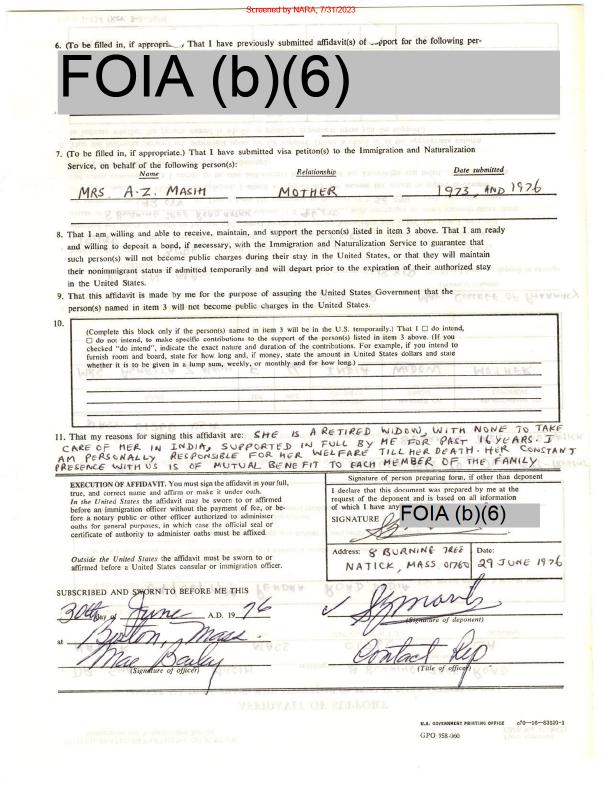 Screened by NARA, 7/31/2023
6. (To be filled in, if appropri... That I have previously submitted affidavit(s) of support for the following per-
FOIA (b)(6)
7. (To be filled in, if appropriate.) That I have submitted visa petiton(s) to the Immigration and Naturalization
Service, on behalf of the following person(s):
Name Relationship Date submitted
MRS. A.Z. MASIH MOTHER 1973, AND 1976
8. That I am willing and able to receive, maintain, and support the person(s) listed in item 3 above. That I am ready
and willing to deposit a bond, if necessary, with the Immigration and Naturalization Service to guarantee that
such person(s) will not become public charges during their stay in the United States, or that they will maintain
their nonimmigrant status if admitted temporarily and will depart prior to the expiration of their authorized stay
in the United States.
9. That this affidavit is made by me for the purpose of assuring the United States Government that the
person(s) named in item 3 will not become public charges in the United States.
10.
(Complete this block only if the person(s) named in item 3 will be in the U.S. temporarily.) That I ☐ do intend,
☐ do not intend, to make specific contributions to the support of the person(s) listed in item 3 above. (If you
checked "do intend", indicate the exact nature and duration of the contributions. For example, if you intend to
furnish room and board, state for how long and, if money, state the amount in United States dollars and state
whether it is to be given in a lump sum, weekly, or monthly and for how long.)
11. That my reasons for signing this affidavit are: SHE IS A RETIRED WIDOW, WITH NONE TO TAKE
CARE OF HER IN INDIA, SUPPORTED IN FULL BY ME FOR PAST 16 YEARS. I
AM PERSONALLY RESPONSIBLE FOR HER WELFARE TILL HER DEATH. HER CONSTANT
PRESENCE WITH US IS OF MUTUAL BENEFIT TO EACH MEMBER OF THE FAMILY
EXECUTION OF AFFIDAVIT. You must sign the affidavit in your full,
true, and correct name and affirm or make it under oath.
In the United States the affidavit may be sworn to or affirmed
before an immigration officer without the payment of fee, or be-
fore a notary public or other officer authorized to administer
oaths for general purposes, in which case the official seal or
certificate of authority to administer oaths must be affixed.
Outside the United States the affidavit must be sworn to or
affirmed before a United States consular or immigration officer.
Signature of person preparing form, if other than deponent
I declare that this document was prepared by me at the
request of the deponent and is based on all information
of which I have any
SIGNATURE FOIA (b)(6)
Address: 8 BURNING TREE
NATICK, MASS 01760
Date:
29 JUNE 1976
SUBSCRIBED AND SWORN TO BEFORE ME THIS
30th Day of June A.D. 19 76
at Boston, Mass.
(Signature of deponent)
Mae Bailey Contact Rep
(Signature of officer) (Title of officer)
AFFIDAVIT OF SUPPORT
U.S. GOVERNMENT PRINTING OFFICE c70—16—83520-1
GPO 958-060